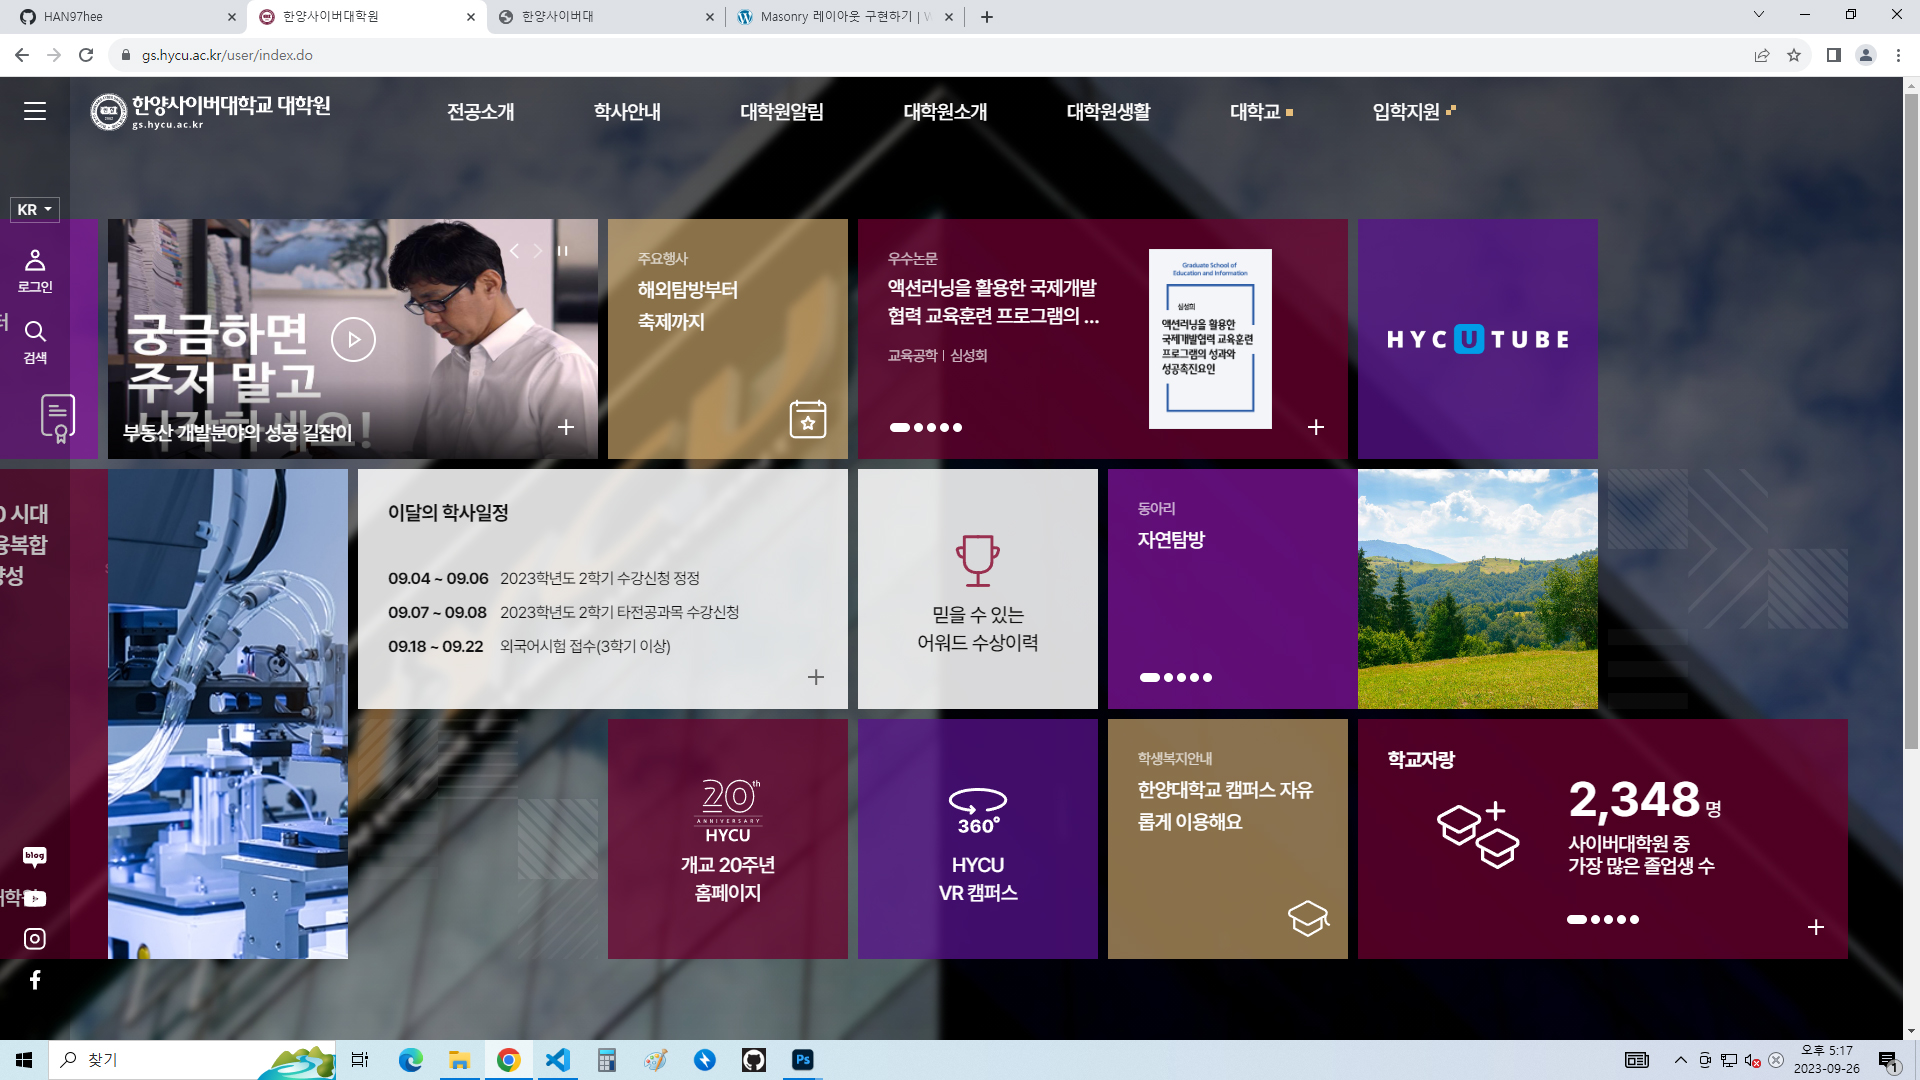 HAN97hee
한양사이버대학원
한양사이버대
Masonry 레이아웃 구현하기 | W
gs.hycu.ac.kr/user/index.do
한양사이버대학교 대학원
gs.hycu.ac.kr
전공소개
학사안내
대학원알림
대학원소개
대학원생활
대학교
입학지원
KR
로그인
터
검색
궁금하면
주저 말고
시작하세요!
부동산 개발분야의 성공 길잡이
주요행사
해외탐방부터
축제까지
우수논문
액션러닝을 활용한 국제개발
협력 교육훈련 프로그램의 ...
교육공학 | 심성회
Graduate School of
Education and Information
심성회
액션러닝을 활용한
국제개발협력 교육훈련
프로그램의 성과와
성공촉진요인
HYCU TUBE
0 시대
융복합
양성
이달의 학사일정
09.04 ~ 09.06 2023학년도 2학기 수강신청 정정
09.07 ~ 09.08 2023학년도 2학기 타전공과목 수강신청
09.18 ~ 09.22 외국어시험 접수(3학기 이상)
믿을 수 있는
어워드 수상이력
동아리
자연탐방
20th
ANNIVERSARY
HYCU
개교 20주년
홈페이지
360°
HYCU
VR 캠퍼스
학생복지안내
한양대학교 캠퍼스 자유
롭게 이용해요
학교자랑
2,348 명
사이버대학원 중
가장 많은 졸업생 수
blog
찾기
Ps
오후 5:17
2023-09-26
1